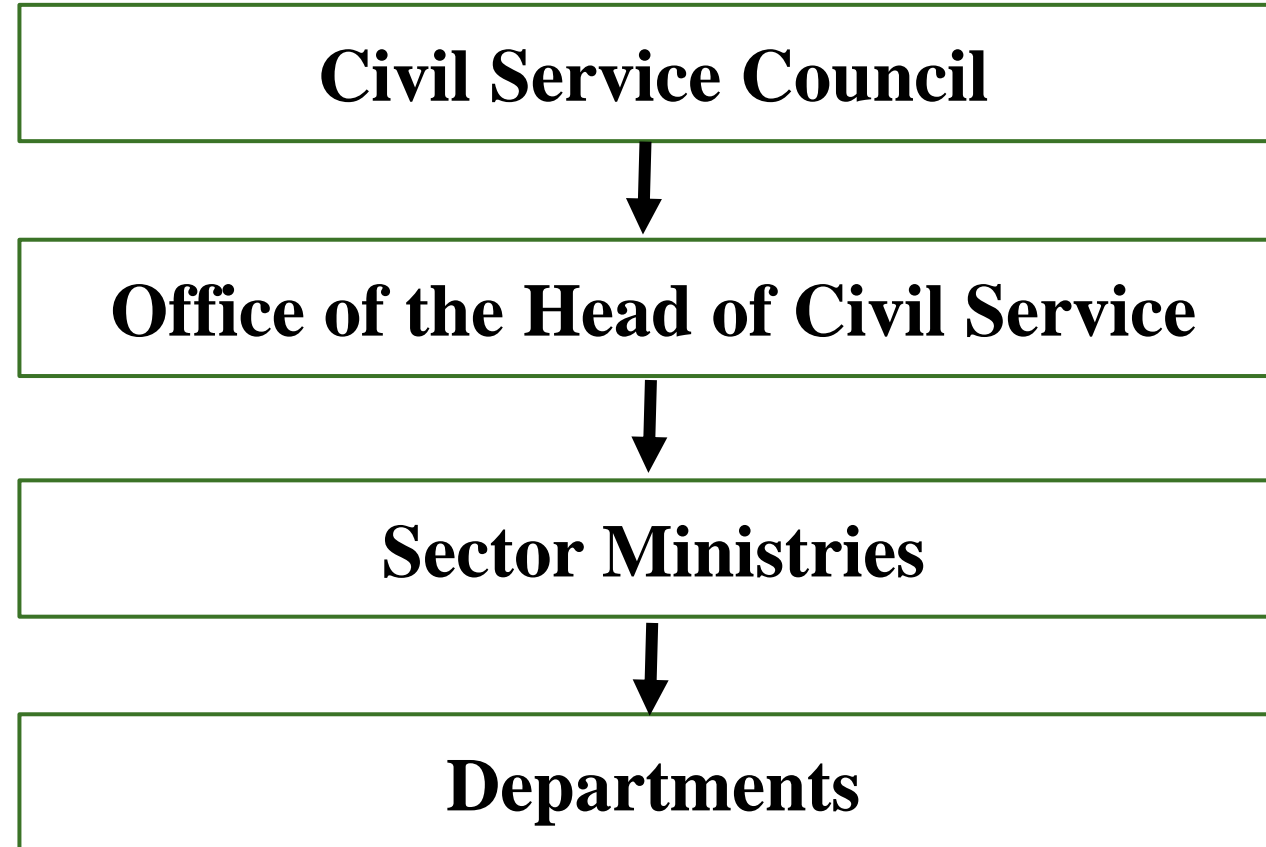 Civil Service Council
Office of the Head of Civil Service
Sector Ministries
Departments